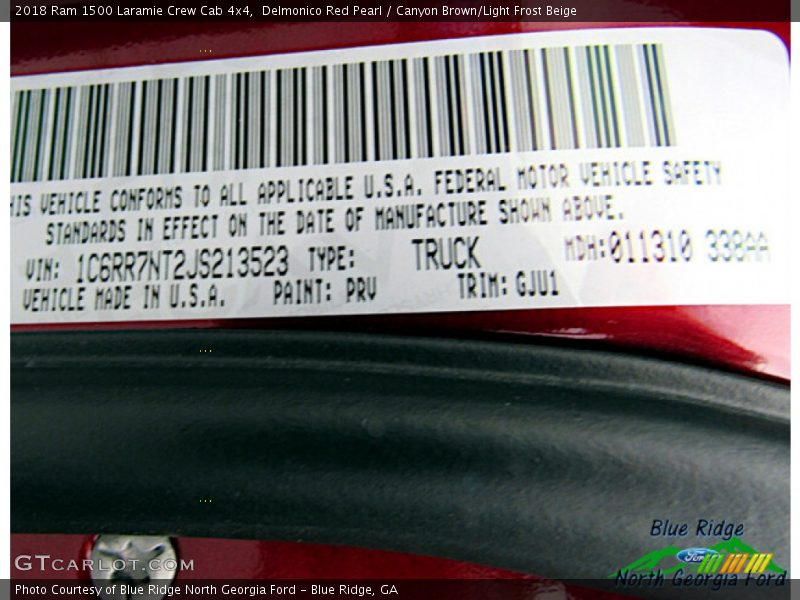 2018 Ram 1500 Laramie Crew Cab 4x4,  Delmonico Red Pearl / Canyon Brown/Light Frost Beige
HIS VEHICLE CONFORMS TO ALL APPLICABLE U.S.A. FEDERAL MOTOR VEHICLE SAFETY
STANDARDS IN EFFECT ON THE DATE OF MANUFACTURE SHOWN ABOVE.
VIN: 1C6RR7NT2JS213523 TYPE: TRUCK MDH:011310 338AA
VEHICLE MADE IN U.S.A. PAINT: PRV TRIM: GJU1
Blue Ridge
Ford
North Georgia Ford
GTCARLOT.COM
Photo Courtesy of Blue Ridge North Georgia Ford – Blue Ridge, GA